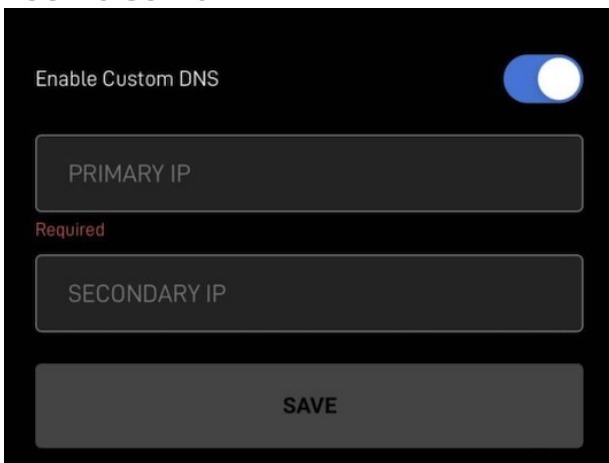 Enable Custom DNS
PRIMARY IP
Required
SECONDARY IP
SAVE